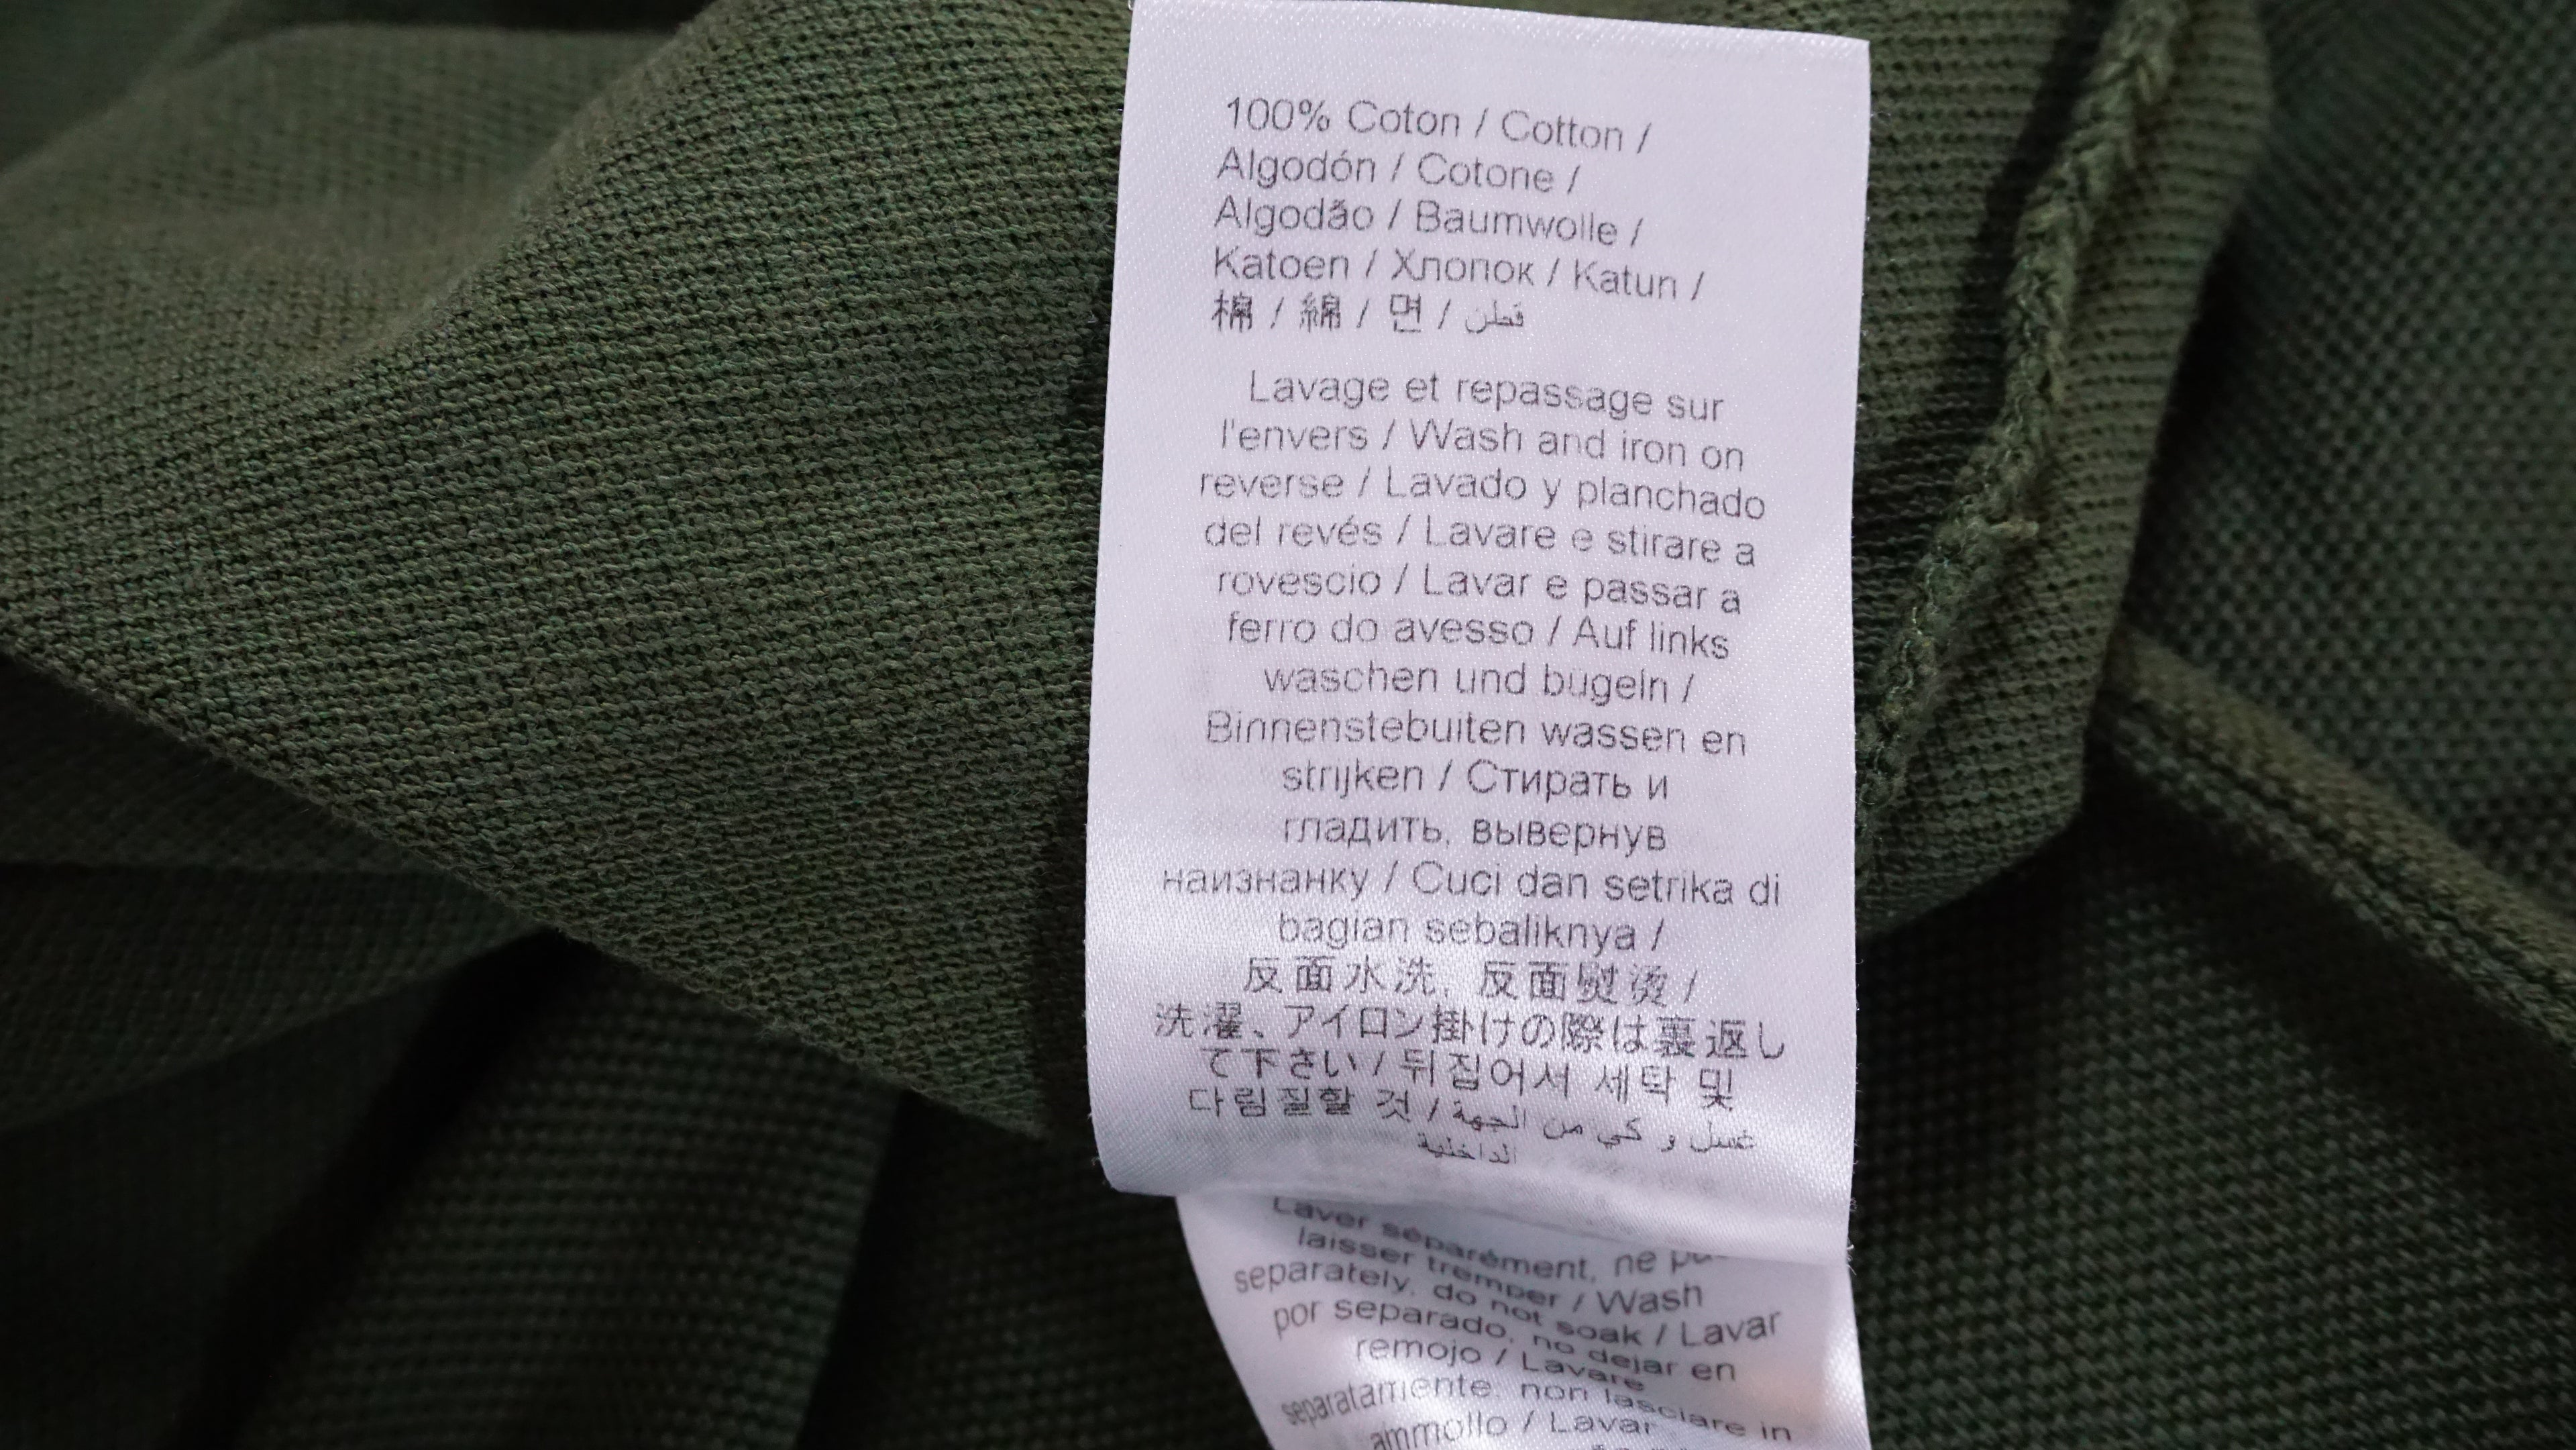 100% Coton / Cotton /
Algodón / Cotone /
Algodão / Baumwolle /
Katoen / Хлопок / Katun /
棉 / 綿 / 면 / قطن
Lavage et repassage sur
l'envers / Wash and iron on
reverse / Lavado y planchado
del revés / Lavare e stirare a
rovescio / Lavar e passar a
ferro do avesso / Auf links
waschen und bügeln /
Binnenstebuiten wassen en
strijken / Стирать и
гладить, вывернув
наизнанку / Cuci dan setrika di
bagian sebaliknya /
反面水洗, 反面熨烫 /
洗濯、アイロン掛けの際は裏返し
て下さい / 뒤집어서 세탁 및
다림질할 것 / غسل و كي من الجهة
الداخلية
Laver séparément, ne
laisser tremper / Wash
separately, do not soak / Lavar
por separado, no dejar en
remojo / Lavare
separatamente, non lasciare in
ammollo / Lavar